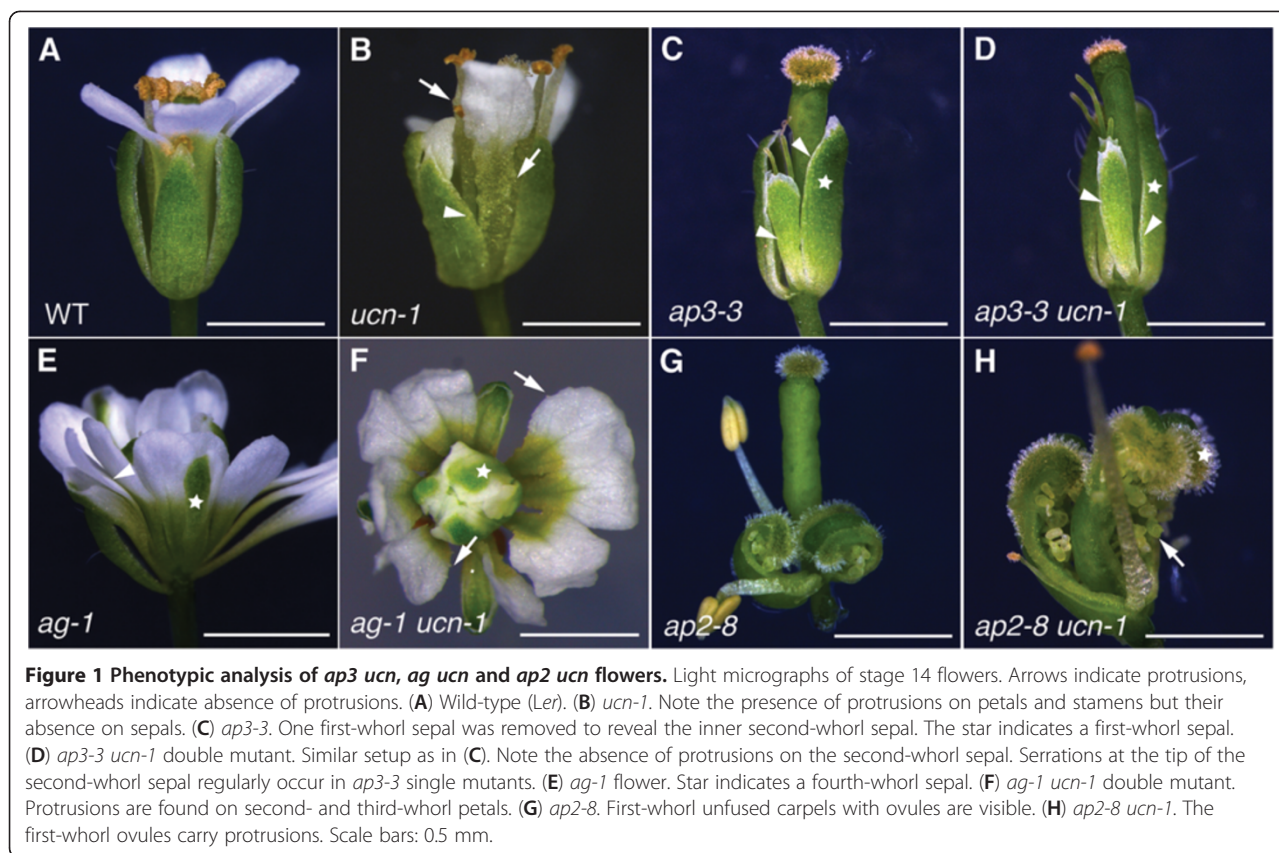 A
B
C
D
WT
ucn-1
ap3-3
ap3-3 ucn-1
E
F
G
H
ag-1
ag-1 ucn-1
ap2-8
ap2-8 ucn-1
Figure 1 Phenotypic analysis of ap3 ucn, ag ucn and ap2 ucn flowers. Light micrographs of stage 14 flowers. Arrows indicate protrusions,
arrowheads indicate absence of protrusions. (A) Wild-type (Ler). (B) ucn-1. Note the presence of protrusions on petals and stamens but their
absence on sepals. (C) ap3-3. One first-whorl sepal was removed to reveal the inner second-whorl sepal. The star indicates a first-whorl sepal.
(D) ap3-3 ucn-1 double mutant. Similar setup as in (C). Note the absence of protrusions on the second-whorl sepal. Serrations at the tip of the
second-whorl sepal regularly occur in ap3-3 single mutants. (E) ag-1 flower. Star indicates a fourth-whorl sepal. (F) ag-1 ucn-1 double mutant.
Protrusions are found on second- and third-whorl petals. (G) ap2-8. First-whorl unfused carpels with ovules are visible. (H) ap2-8 ucn-1. The
first-whorl ovules carry protrusions. Scale bars: 0.5 mm.